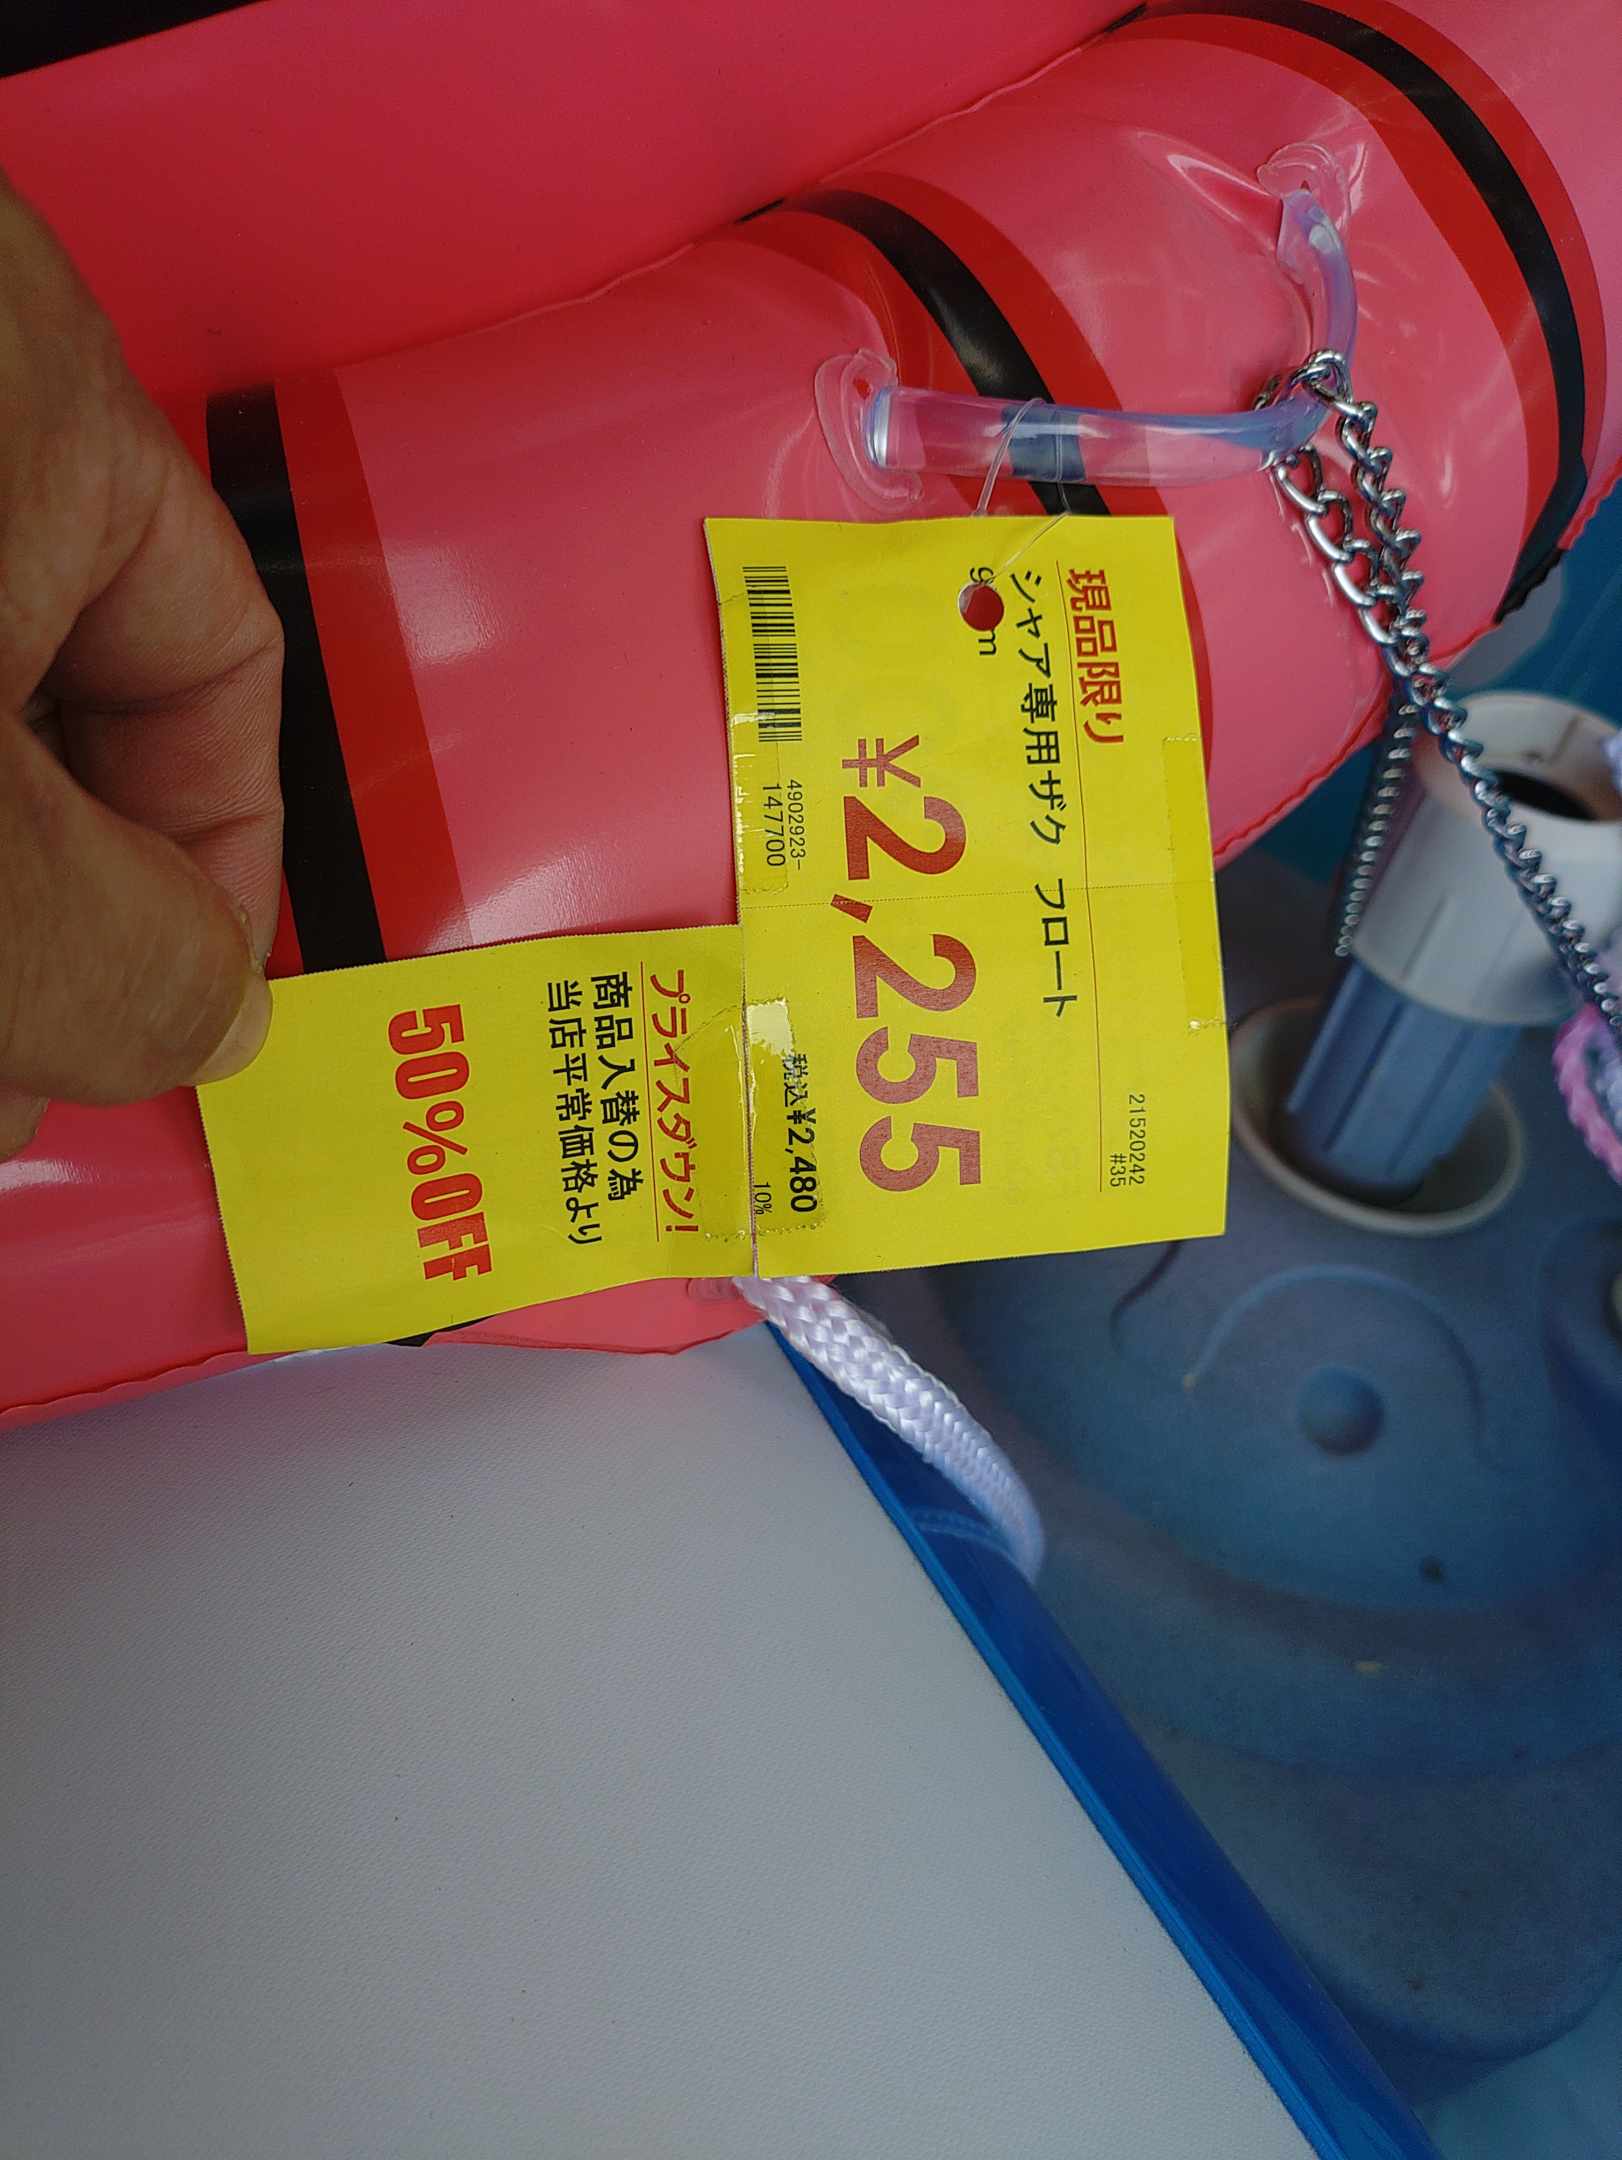 21520242
#35
現品限り
シャア専用ザク フロート
¥2,255
税込¥2,480
10%
4902923-
147700
プライスダウン!
商品入替の為
当店平常価格より
50%OFF